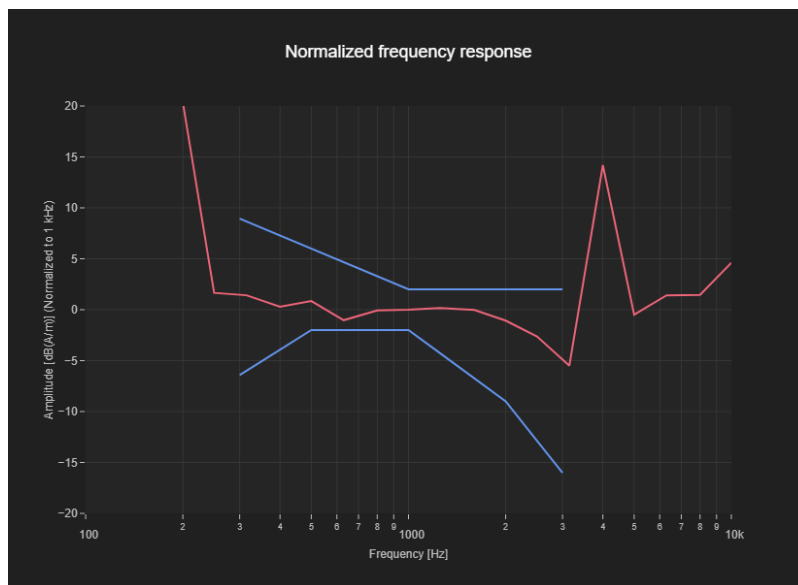 Normalized frequency response
Amplitude [dB(A/m)] (Normalized to 1 kHz)
20
15
10
5
0
−5
−10
−15
−20
100 2 3 4 5 6 7 8 9 1000 2 3 4 5 6 7 8 9 10k
Frequency [Hz]